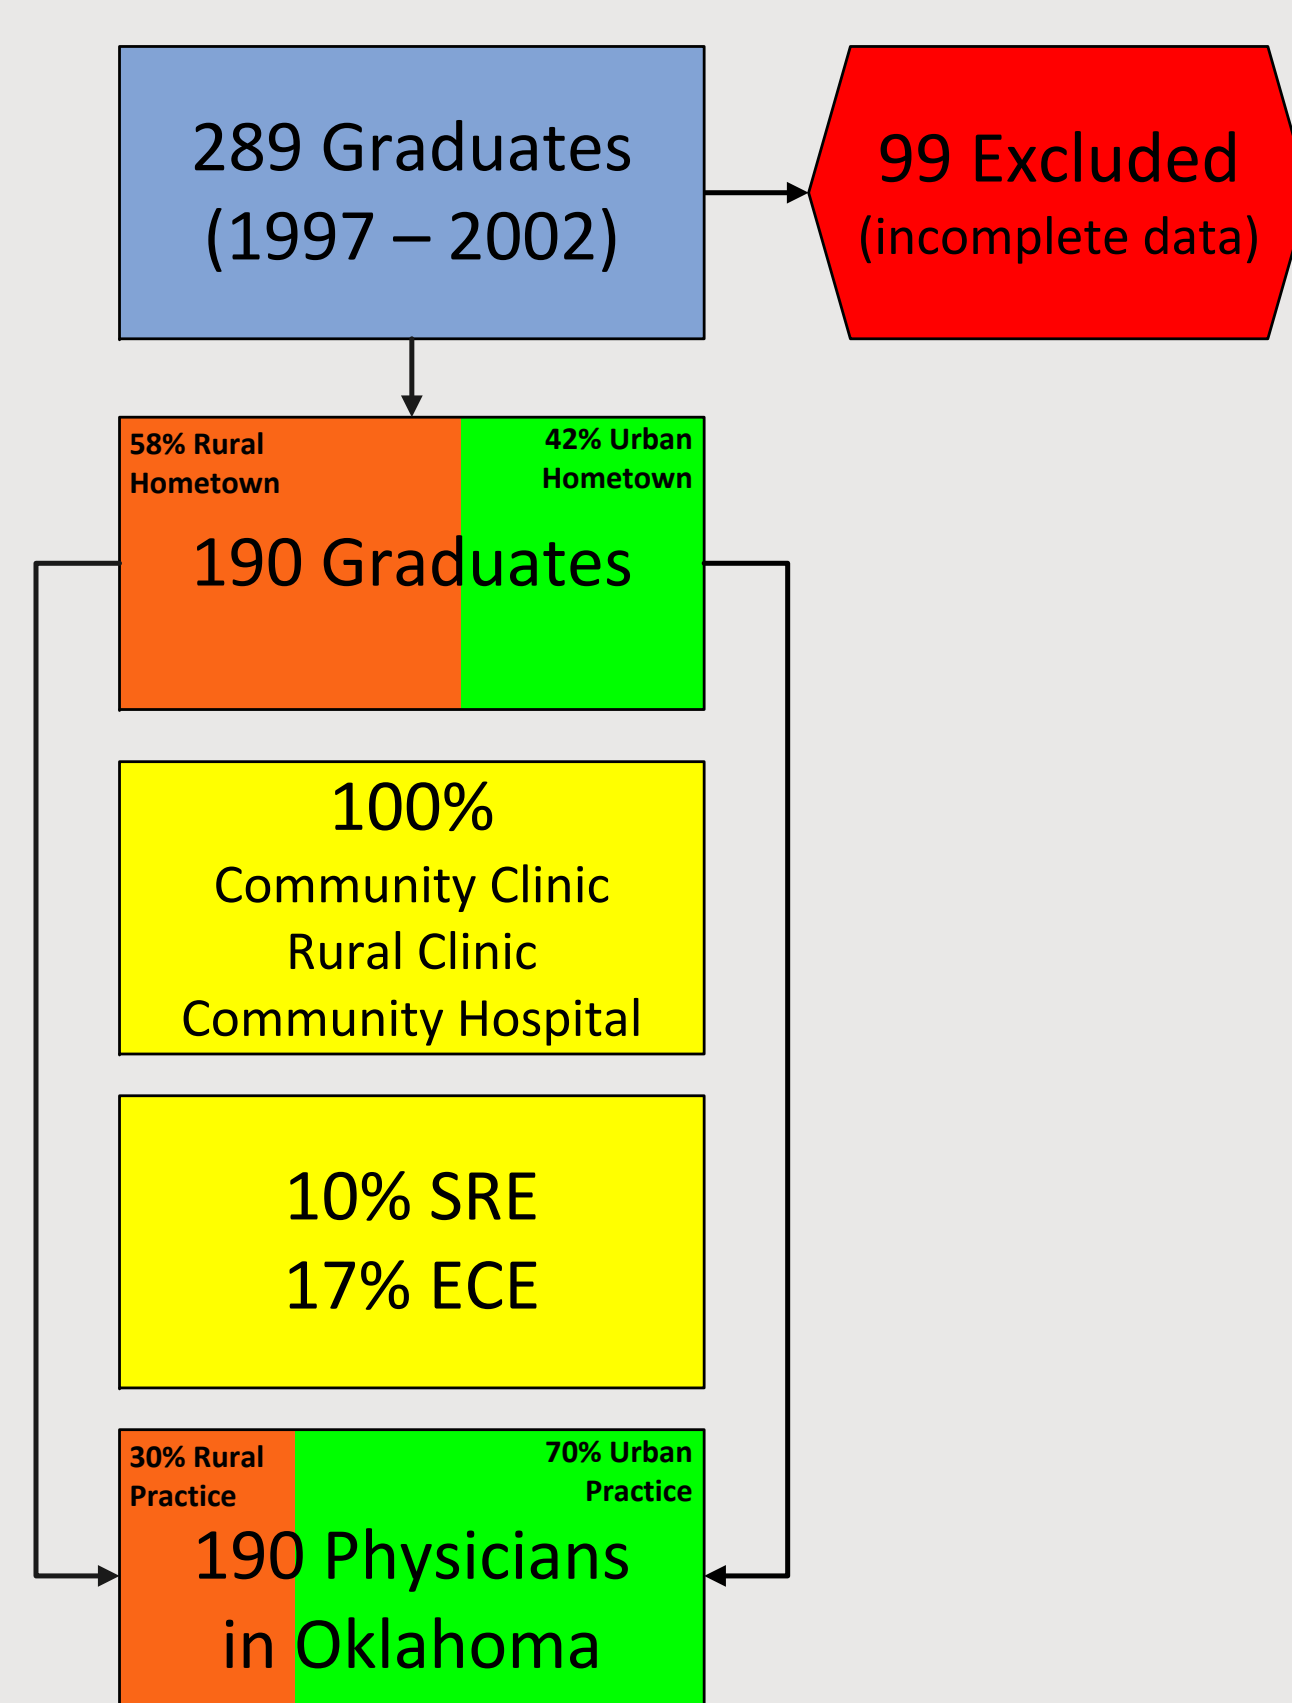 289 Graduates
(1997 – 2002)
99 Excluded
(incomplete data)
58% Rural
Hometown
42% Urban
Hometown
190 Graduates
100%
Community Clinic
Rural Clinic
Community Hospital
10% SRE
17% ECE
30% Rural
Practice
70% Urban
Practice
190 Physicians
in Oklahoma